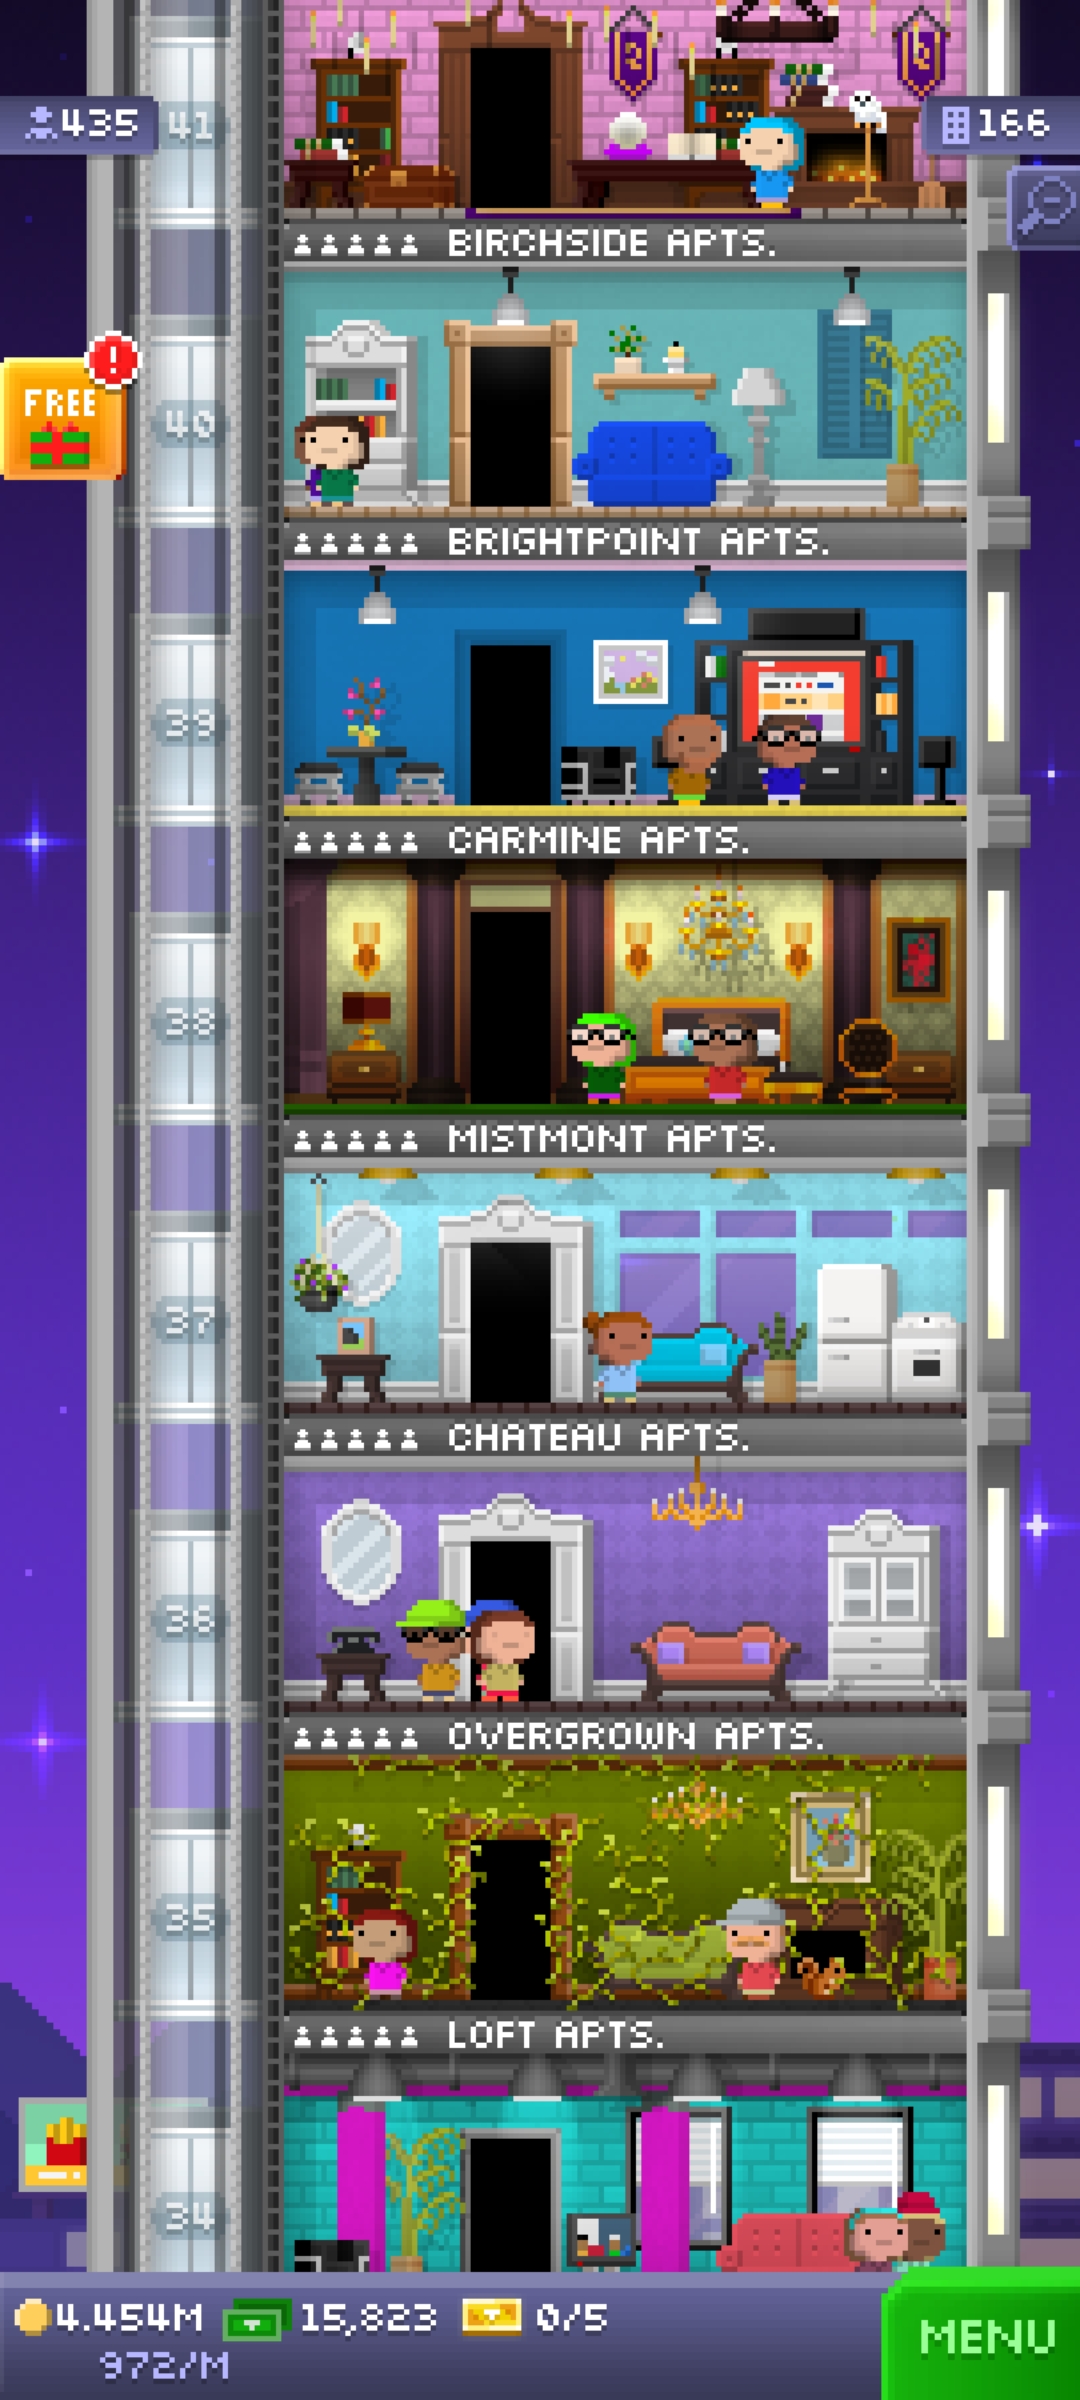 435
41
166
BIRCHSIDE APTS.
FREE
!
40
BRIGHTPOINT APTS.
39
CARMINE APTS.
38
MISTMONT APTS.
37
CHATEAU APTS.
36
OVERGROWN APTS.
35
LOFT APTS.
34
4.454M 15,823 0/5
972/M
MENU